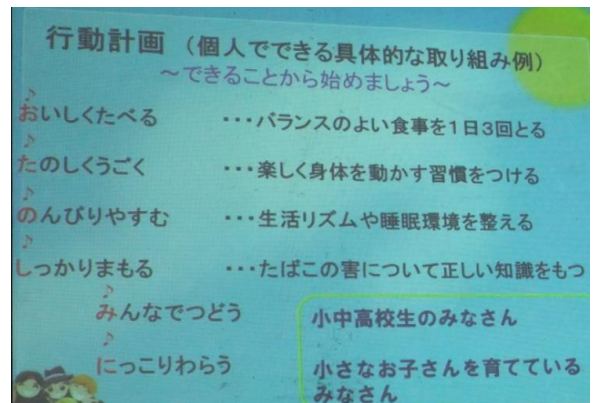 行動計画 （個人でできる具体的な取り組み例）
～できることから始めましょう～
♪
おいしくたべる ・・・バランスのよい食事を1日3回とる
♪
たのしくうごく ・・・楽しく身体を動かす習慣をつける
♪
のんびりやすむ ・・・生活リズムや睡眠環境を整える
♪
しっかりまもる ・・・たばこの害について正しい知識をもつ
♪
みんなでつどう
♪
にっこりわらう
小中高校生のみなさん
小さなお子さんを育てている
みなさん